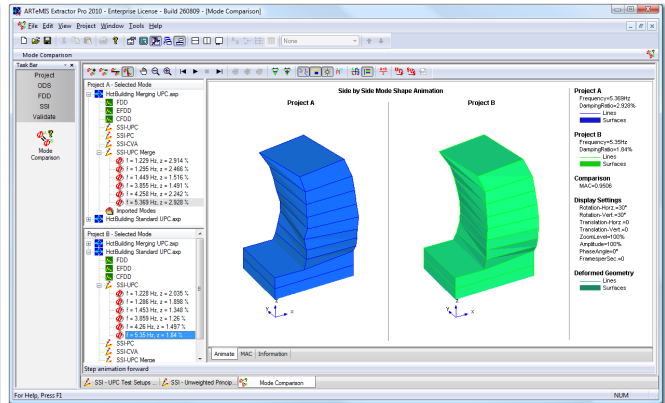 ARTeMIS Extractor Pro 2010 - Enterprise License - Build 260809 - [Mode Comparison]
File Edit View Project Window Tools Help
None
Mode Comparison
Task Bar
Project
ODS
FDD
SSI
Validate
Mode
Comparison
Project A - Selected Mode
HctBuilding Merging UPC.axp
FDD
EFDD
CFDD
SSI-UPC
SSI-PC
SSI-CVA
SSI-UPC Merge
f = 1.229 Hz, z = 2.914 %
f = 1.295 Hz, z = 2.466 %
f = 1.449 Hz, z = 1.516 %
f = 3.855 Hz, z = 1.491 %
f = 4.258 Hz, z = 2.242 %
f = 5.369 Hz, z = 2.928 %
Imported Modes
HctBuilding Standard UPC.axp
Project B - Selected Mode
HctBuilding Merging UPC.axp
HctBuilding Standard UPC.axp
FDD
EFDD
CFDD
SSI-UPC
f = 1.228 Hz, z = 2.035 %
f = 1.286 Hz, z = 1.898 %
f = 1.453 Hz, z = 1.348 %
f = 3.859 Hz, z = 1.26 %
f = 4.26 Hz, z = 1.497 %
f = 5.35 Hz, z = 1.84 %
SSI-PC
SSI-CVA
SSI-UPC Merge
Side by Side Mode Shape Animation
Project A
Project B
Z
Y
X
Z
Y
X
Project A
Frequency=5.369Hz
DampingRatio=2.928%
Lines
Surfaces
Project B
Frequency=5.35Hz
DampingRatio=1.84%
Lines
Surfaces
Comparison
MAC=0.9506
Display Settings
Rotation-Horz.=30°
Rotation-Vert.=30°
Translation-Horz.=0
Translation-Vert.=0
ZoomLevel=100%
Amplitude=100%
PhaseAngle=0°
FramesperSec.=0
Deformed Geometry
Lines
Surfaces
Animate MAC Information
Step animation forward
SSI - UPC Test Setups ... SSI - Unweighted Princip... Mode Comparison
For Help, Press F1
NUM